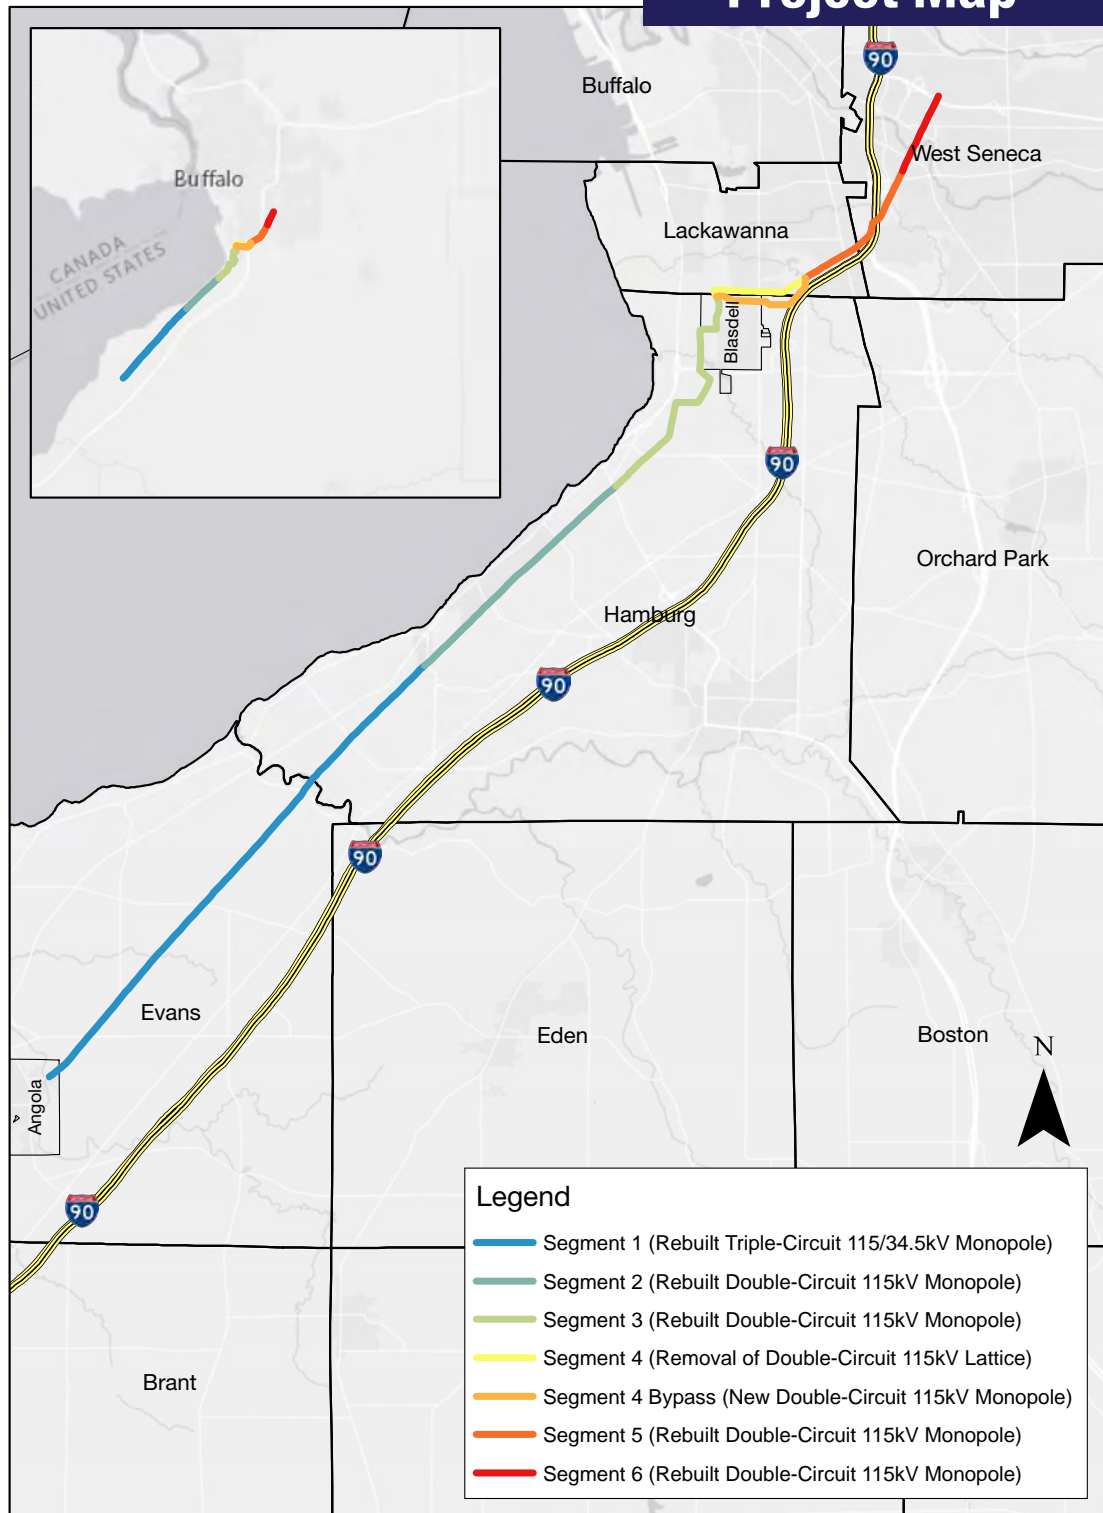 Project Map
90
Buffalo
West Seneca
Buffalo
CANADA
UNITED STATES
Lackawanna
Blasdell
90
Orchard Park
Hamburg
90
90
Evans
Eden
Boston
N
Angola
90
Brant
Legend
Segment 1 (Rebuilt Triple-Circuit 115/34.5kV Monopole)
Segment 2 (Rebuilt Double-Circuit 115kV Monopole)
Segment 3 (Rebuilt Double-Circuit 115kV Monopole)
Segment 4 (Removal of Double-Circuit 115kV Lattice)
Segment 4 Bypass (New Double-Circuit 115kV Monopole)
Segment 5 (Rebuilt Double-Circuit 115kV Monopole)
Segment 6 (Rebuilt Double-Circuit 115kV Monopole)